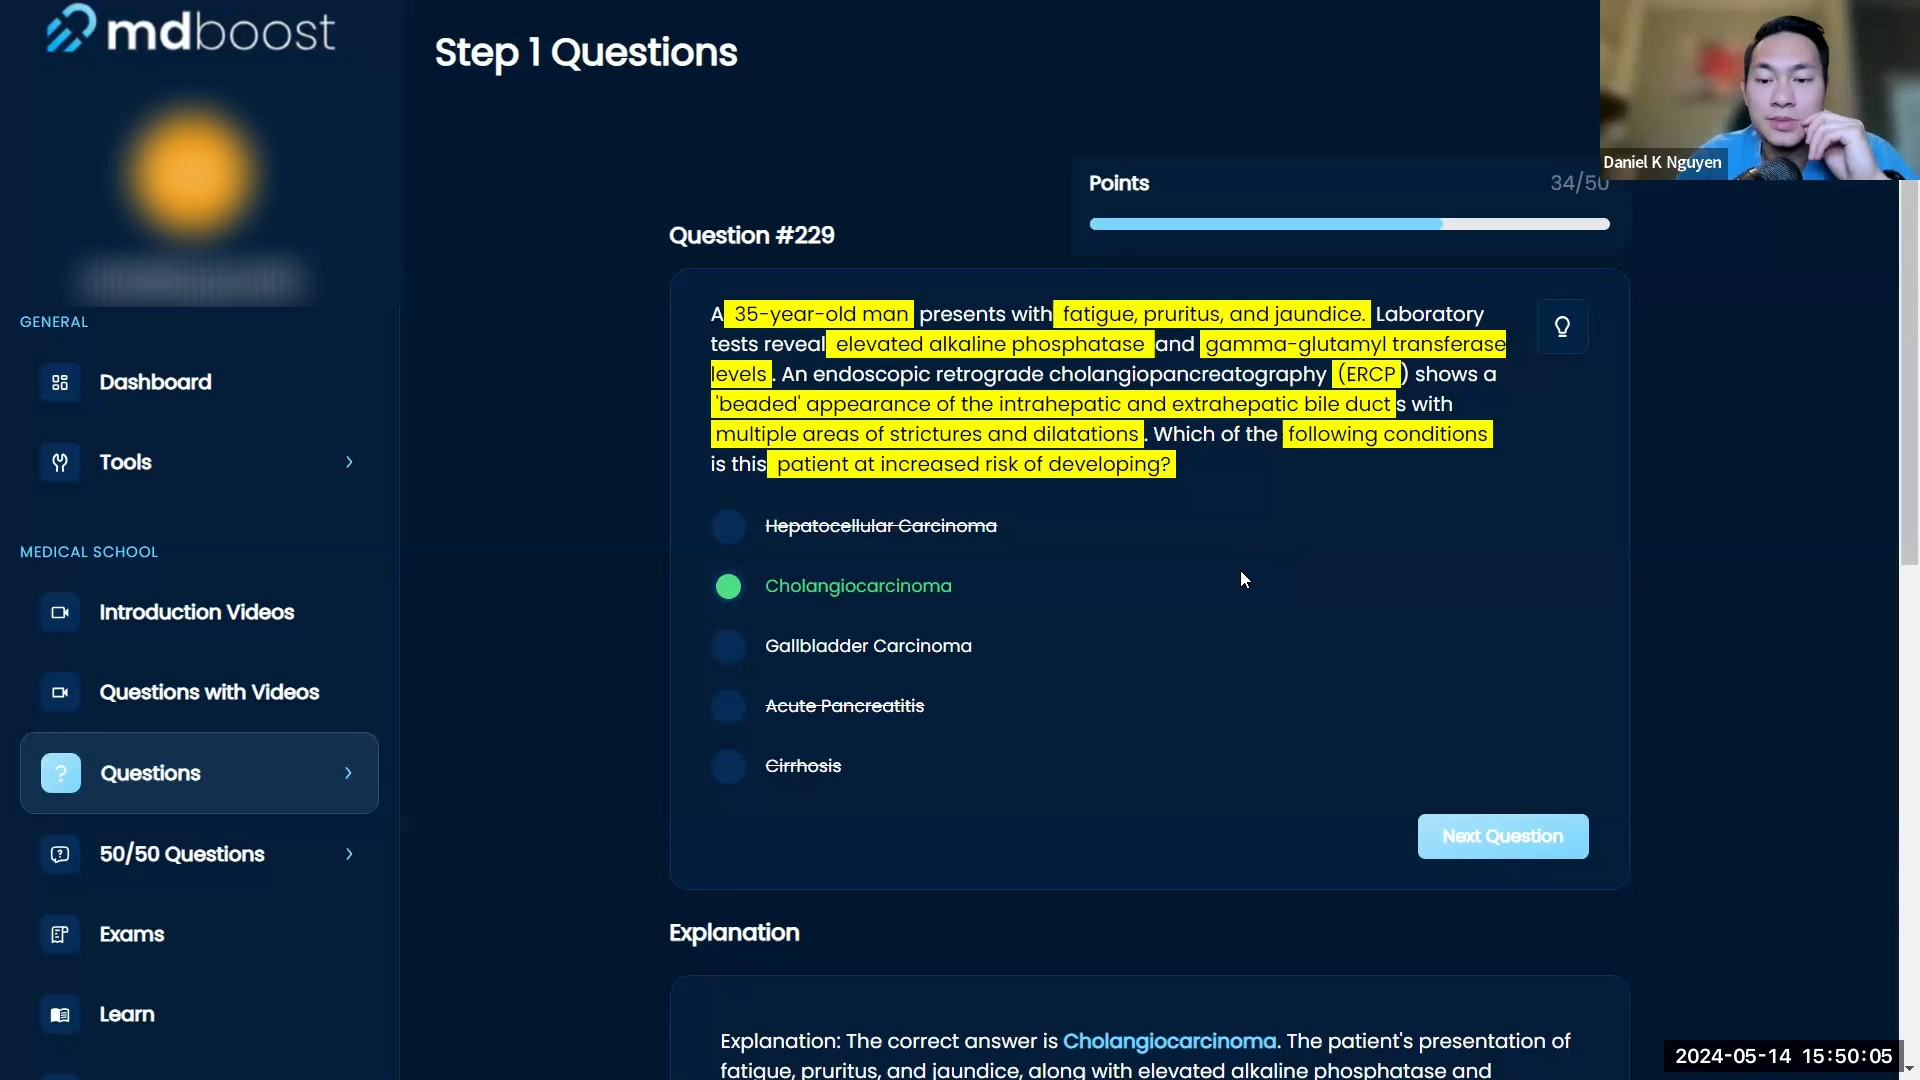 mdboost
Step 1 Questions
Daniel K Nguyen
Points
34/50
Question #229
GENERAL
Dashboard
Tools
MEDICAL SCHOOL
Introduction Videos
Questions with Videos
Questions
50/50 Questions
Exams
Learn
A 35-year-old man presents with fatigue, pruritus, and jaundice. Laboratory
tests reveal elevated alkaline phosphatase and gamma-glutamyl transferase
levels. An endoscopic retrograde cholangiopancreatography (ERCP) shows a
'beaded' appearance of the intrahepatic and extrahepatic bile ducts with
multiple areas of strictures and dilatations. Which of the following conditions
is this patient at increased risk of developing?
Hepatocellular Carcinoma
Cholangiocarcinoma
Gallbladder Carcinoma
Acute Pancreatitis
Cirrhosis
Next Question
Explanation
Explanation: The correct answer is Cholangiocarcinoma. The patient's presentation of
fatigue, pruritus, and jaundice, along with elevated alkaline phosphatase and
2024-05-14 15:50:05